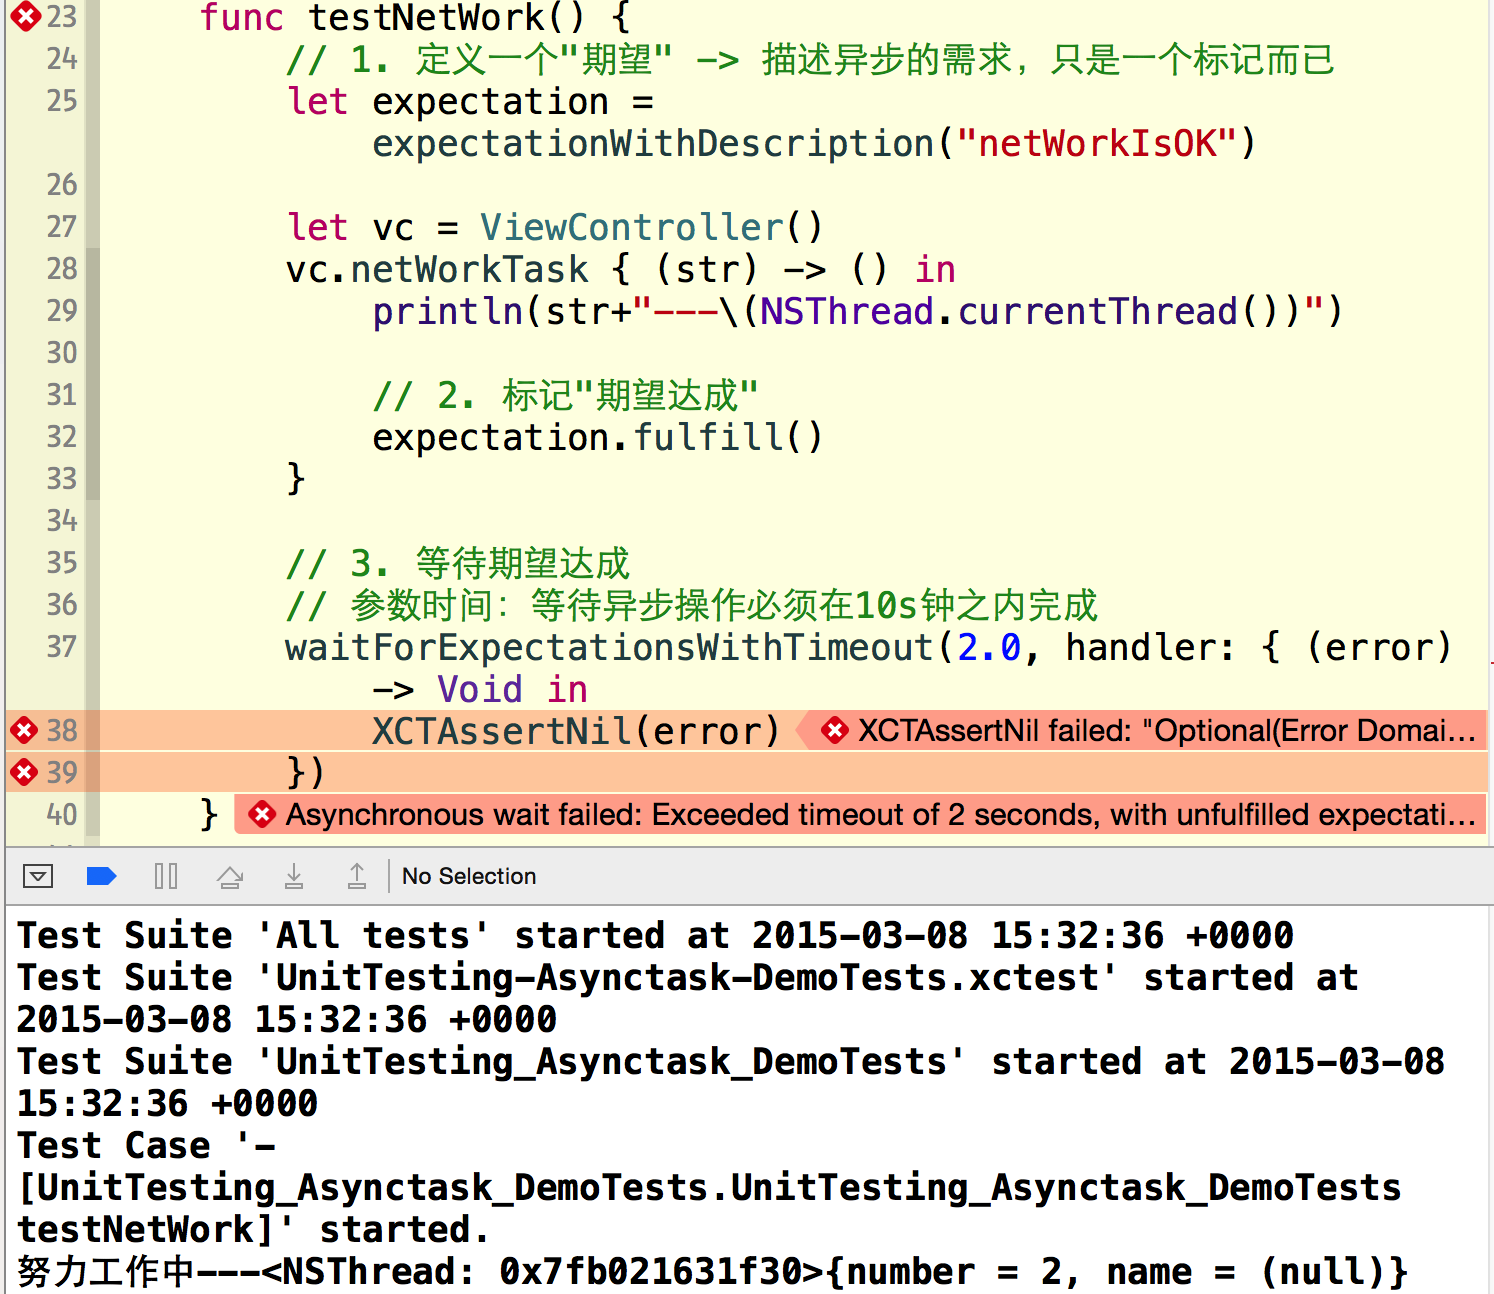 23 func testNetWork() {
24 // 1. 定义一个"期望" -> 描述异步的需求，只是一个标记而已
25 let expectation =
expectationWithDescription("netWorkIsOK")
26
27 let vc = ViewController()
28 vc.netWorkTask { (str) -> () in
29 println(str+"---\(NSThread.currentThread())")
30
31 // 2. 标记"期望达成"
32 expectation.fulfill()
33 }
34
35 // 3. 等待期望达成
36 // 参数时间：等待异步操作必须在10s钟之内完成
37 waitForExpectationsWithTimeout(2.0, handler: { (error)
-> Void in
38 XCTAssertNil(error) XCTAssertNil failed: "Optional(Error Domai...
39 })
40 } Asynchronous wait failed: Exceeded timeout of 2 seconds, with unfulfilled expectati...
No Selection
Test Suite 'All tests' started at 2015-03-08 15:32:36 +0000
Test Suite 'UnitTesting-Asynctask-DemoTests.xctest' started at
2015-03-08 15:32:36 +0000
Test Suite 'UnitTesting_Asynctask_DemoTests' started at 2015-03-08
15:32:36 +0000
Test Case '-
[UnitTesting_Asynctask_DemoTests.UnitTesting_Asynctask_DemoTests
testNetWork]' started.
努力工作中---<NSThread: 0x7fb021631f30>{number = 2, name = (null)}